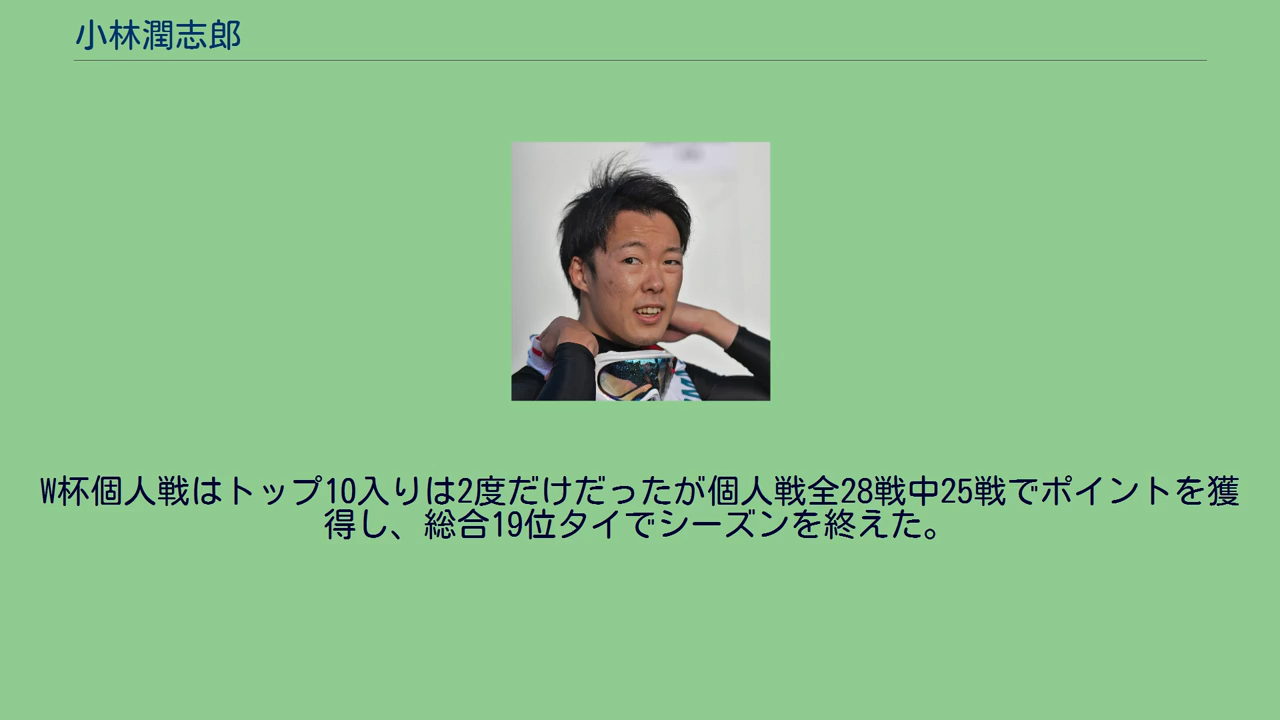 小林潤志郎
W杯個人戦はトップ10入りは2度だけだったが個人戦全28戦中25戦でポイントを獲
得し、総合19位タイでシーズンを終えた。